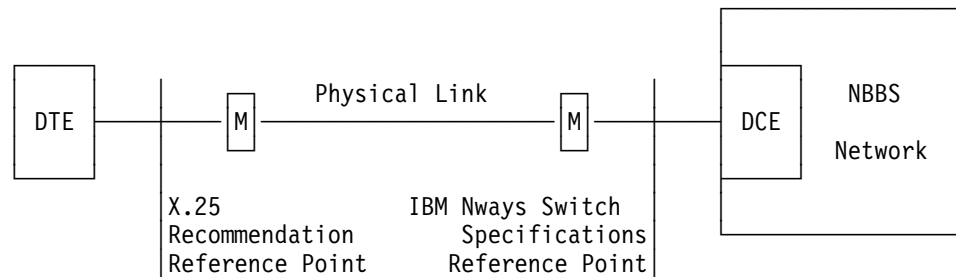 Physical Link
NBBS
DTE
M
M
DCE
Network
X.25
Recommendation
Reference Point
IBM Nways Switch
Specifications
Reference Point